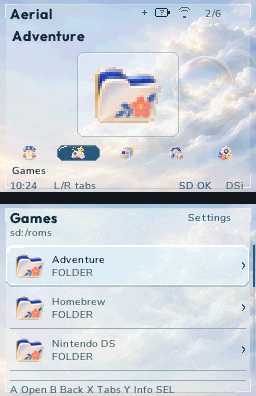 Aerial
+ ? 2/6
Adventure
Games
10:24 L/R tabs SD OK DSi
Games Settings
sd:/roms
Adventure
FOLDER
Homebrew
FOLDER
Nintendo DS
FOLDER
A Open B Back X Tabs Y Info SEL